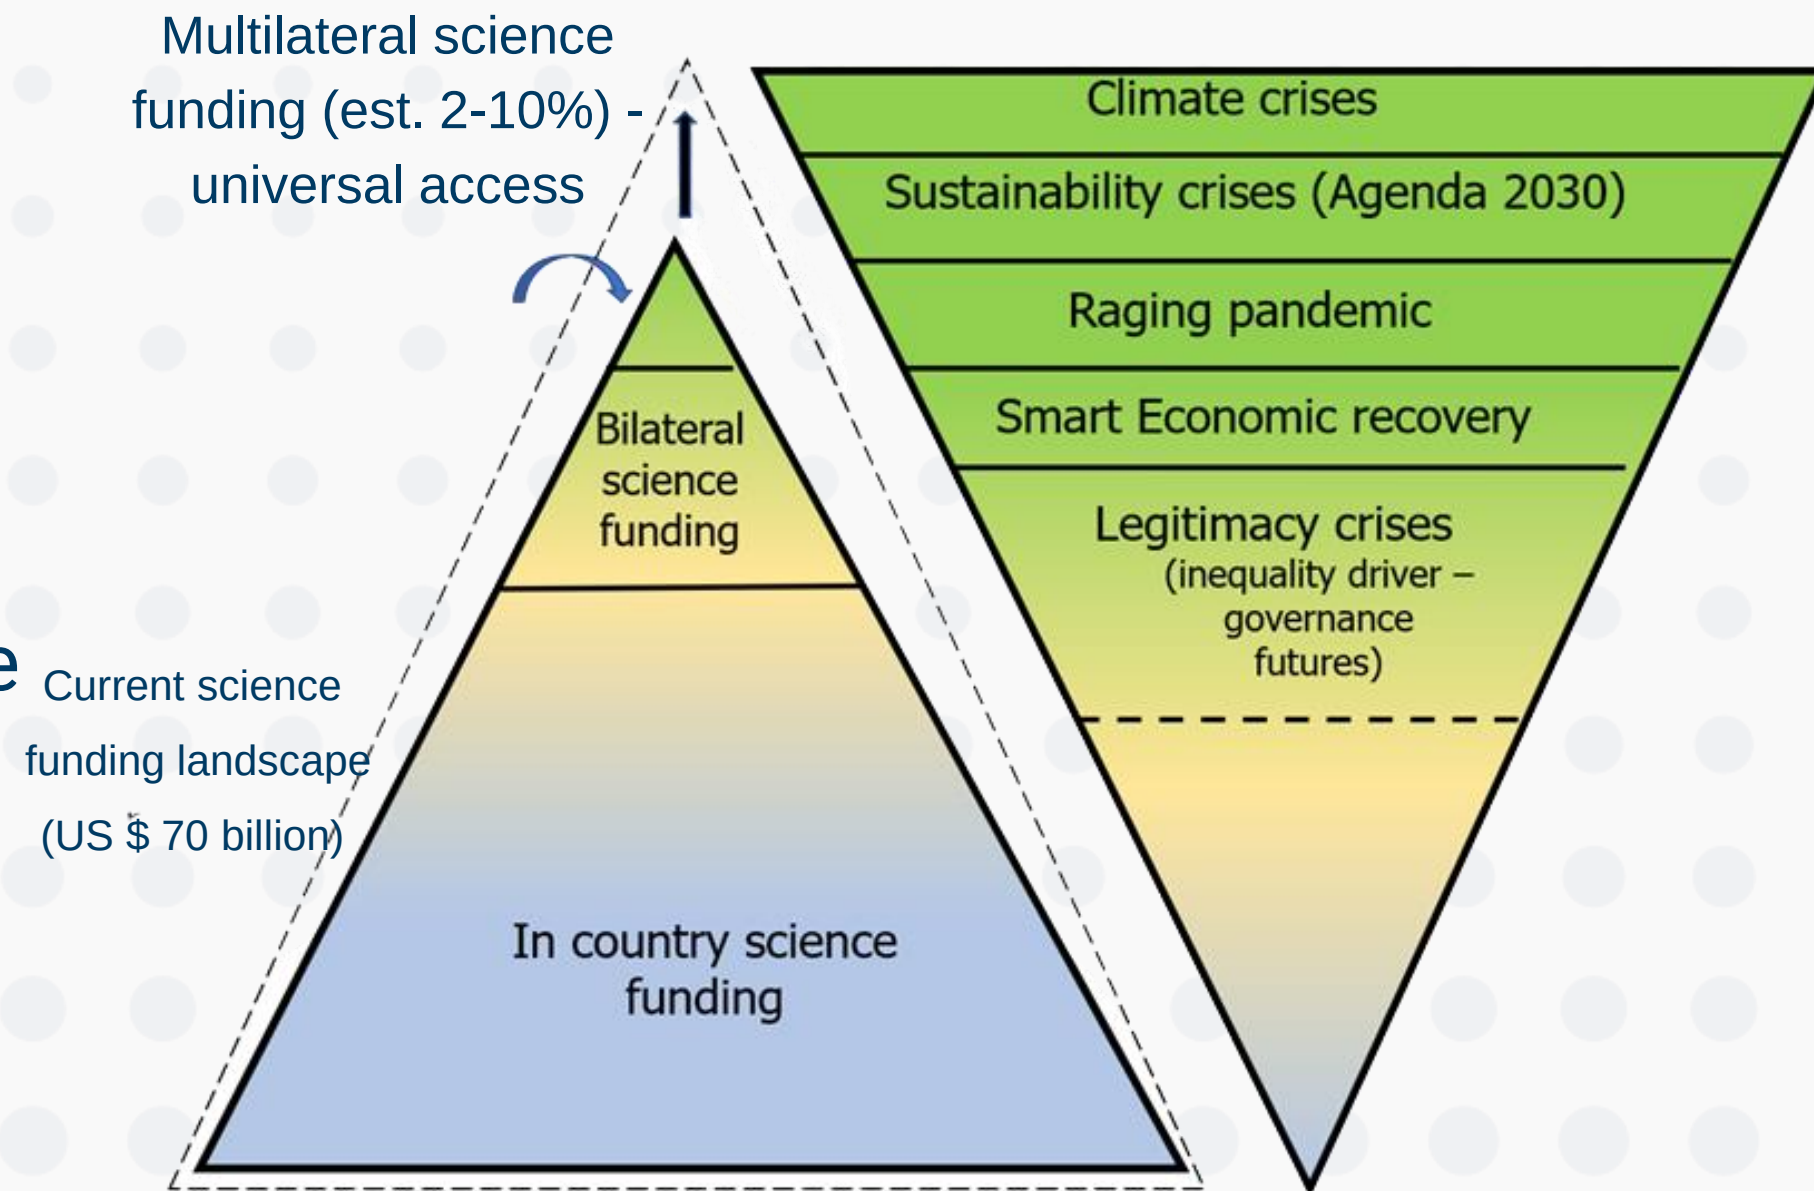 Multilateral science
funding (est. 2-10%) -
universal access
Bilateral
science
funding
e
Current science
funding landscape
(US $ 70 billion)
In country science
funding
Climate crises
Sustainability crises (Agenda 2030)
Raging pandemic
Smart Economic recovery
Legitimacy crises
(inequality driver –
governance
futures)